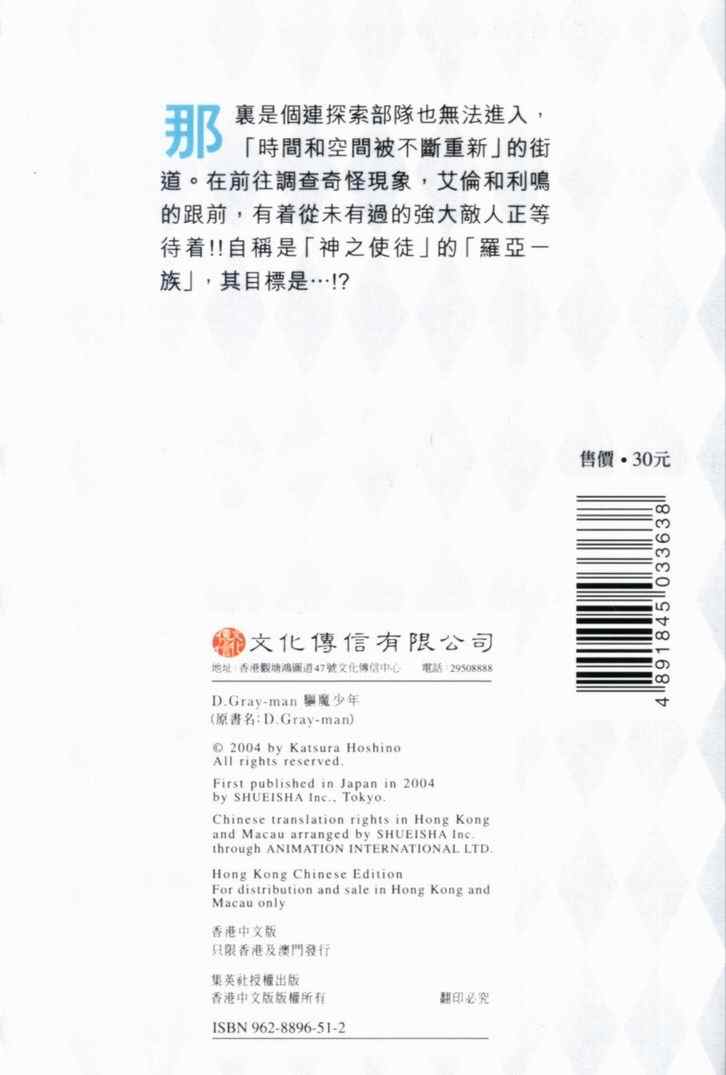 那裏是個連探索部隊也無法進入，
「時間和空間被不斷重新」的街
道。在前往調查奇怪現象，艾倫和利鳴
的跟前，有着從未有過的強大敵人正等
待着!!自稱是「神之使徒」的「羅亞一
族」，其目標是…!?
售價・30元
4 891845 033638
文化傳信有限公司
地址：香港觀塘鴻圖道47號文化傳信中心 電話：29508888
D.Gray-man 驅魔少年
(原書名：D.Gray-man)
© 2004 by Katsura Hoshino
All rights reserved.
First published in Japan in 2004
by SHUEISHA Inc., Tokyo.
Chinese translation rights in Hong Kong
and Macau arranged by SHUEISHA Inc.
through ANIMATION INTERNATIONAL LTD.
Hong Kong Chinese Edition
For distribution and sale in Hong Kong and
Macau only
香港中文版
只限香港及澳門發行
集英社授權出版
香港中文版版權所有 翻印必究
ISBN 962-8896-51-2